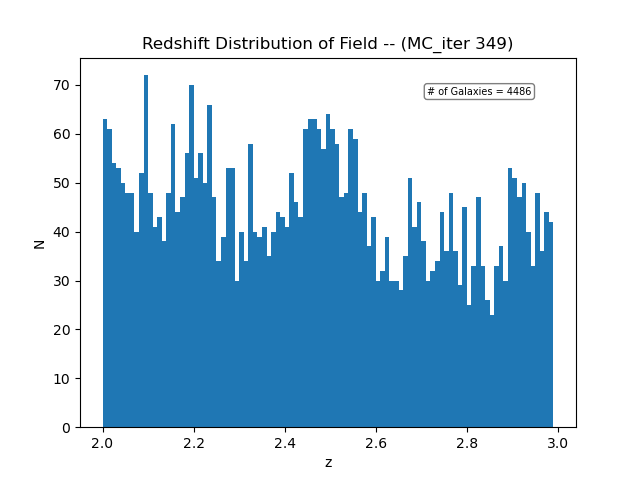 Redshift Distribution of Field -- (MC_iter 349)
# of Galaxies = 4486
70
60
50
40
30
20
10
0
N
2.0 2.2 2.4 2.6 2.8 3.0
z